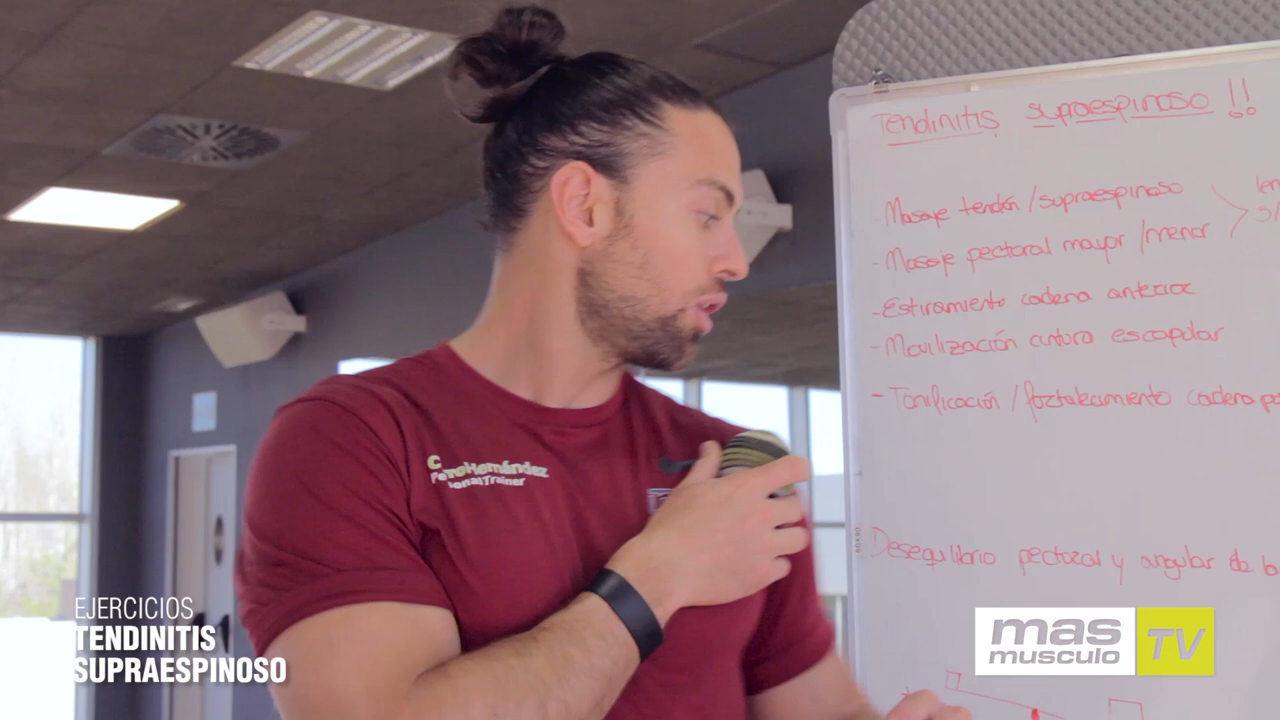 Tendinitis supraespinoso !!
- Masaje tendón / supraespinoso
- Masaje pectoral mayor / menor
- Estiramiento cadena anterior
- Movilización cintura escapular
- Tonificación / fortalecimiento cadena
Desequilibrio pectoral y angular de la
Hernández
Trainer
EJERCICIOS
TENDINITIS
SUPRAESPINOSO
mas
musculo
TV